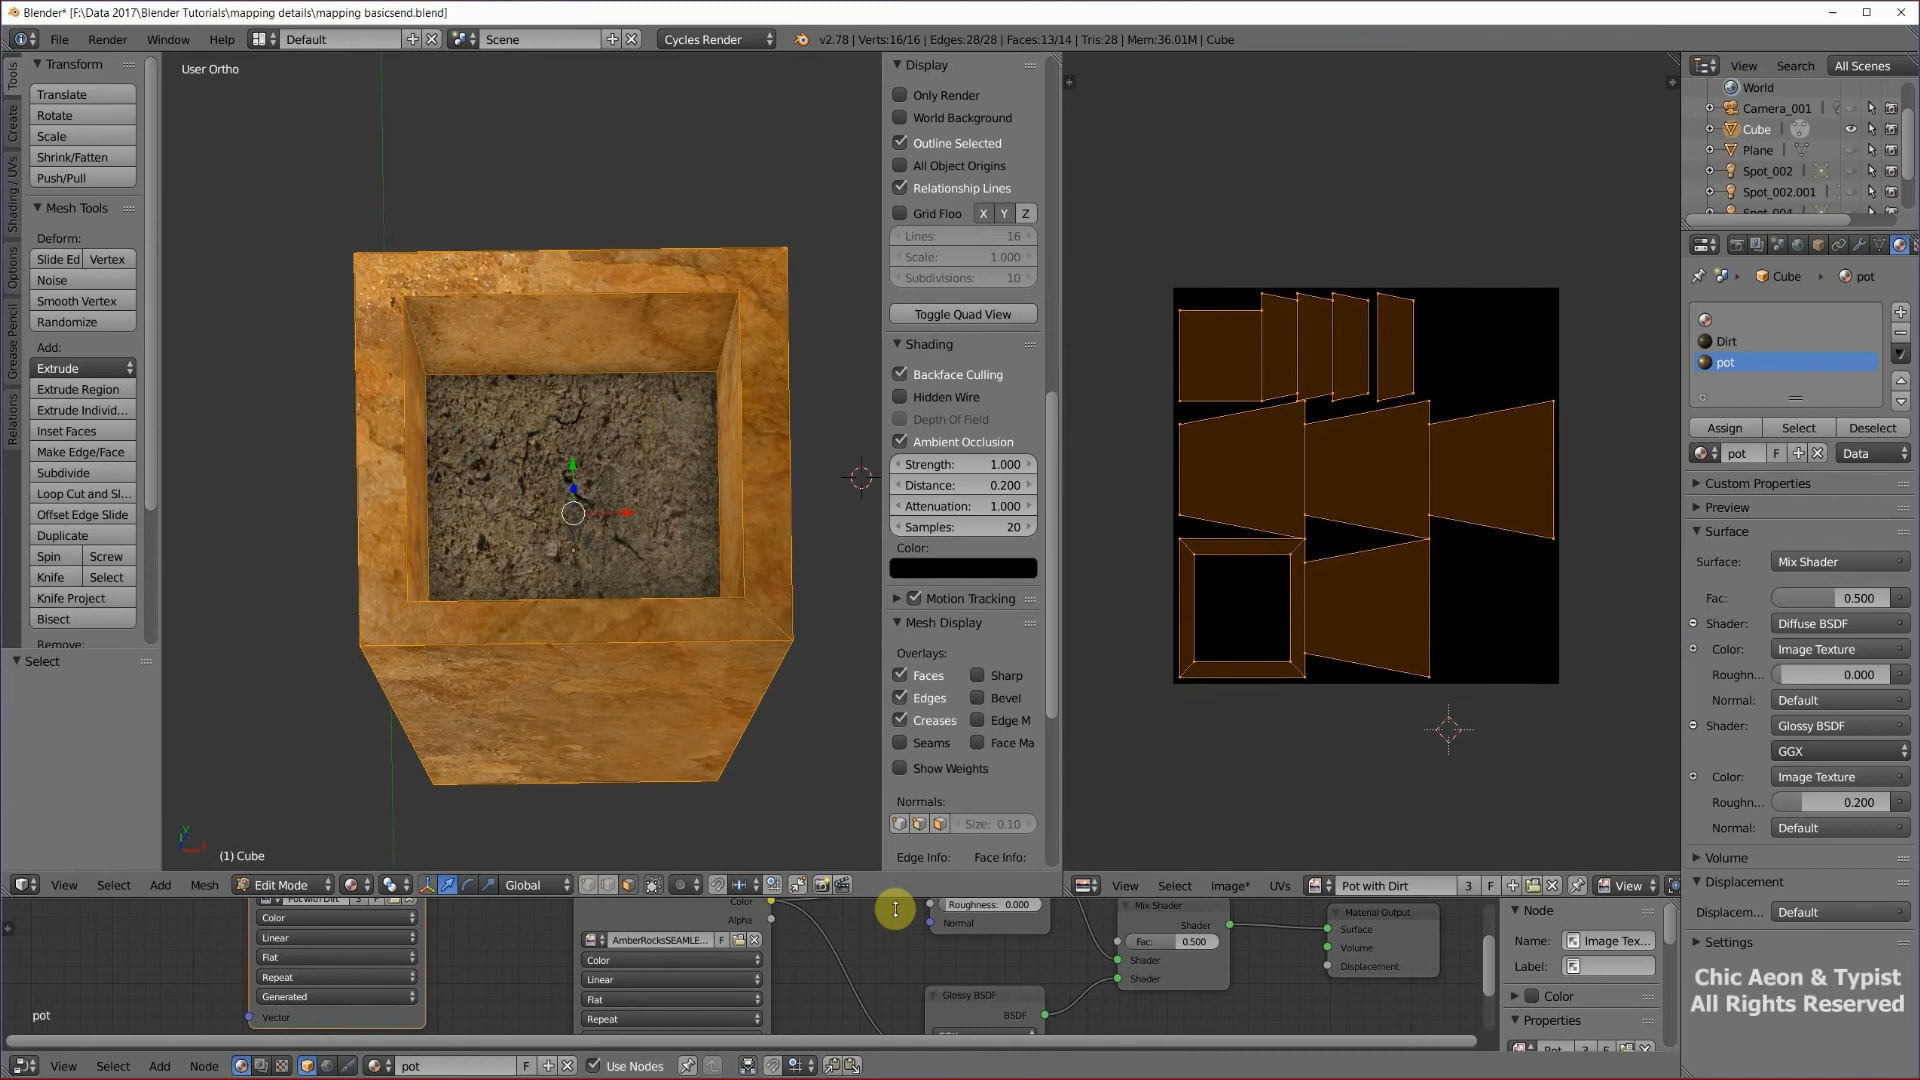 Blender* [F:\Data 2017\Blender Tutorials\mapping details\mapping basicsend.blend]
File Render Window Help Default Scene Cycles Render v2.78 | Verts:16/16 | Edges:28/28 | Faces:13/14 | Tris:28 | Mem:36.01M | Cube
Tools
Create
Shading / UVs
Options
Grease Pencil
Relations
Transform
Translate
Rotate
Scale
Shrink/Fatten
Push/Pull
Mesh Tools
Deform:
Slide Ed Vertex
Noise
Smooth Vertex
Randomize
Add:
Extrude
Extrude Region
Extrude Individ...
Inset Faces
Make Edge/Face
Subdivide
Loop Cut and Sl...
Offset Edge Slide
Duplicate
Spin Screw
Knife Select
Knife Project
Bisect
Remove:
Select
User Ortho
(1) Cube
Display
Only Render
World Background
Outline Selected
All Object Origins
Relationship Lines
Grid Floo X Y Z
Lines: 16
Scale: 1.000
Subdivisions: 10
Toggle Quad View
Shading
Backface Culling
Hidden Wire
Depth Of Field
Ambient Occlusion
Strength: 1.000
Distance: 0.200
Attenuation: 1.000
Samples: 20
Color:
Motion Tracking
Mesh Display
Overlays:
Faces Sharp
Edges Bevel
Creases Edge M
Seams Face Ma
Show Weights
Normals:
Size: 0.10
Edge Info: Face Info:
View Search All Scenes
World
Camera_001
Cube
Plane
Spot_002
Spot_002.001
Spot_004
Cube pot
Dirt
pot
Assign Select Deselect
pot F Data
Custom Properties
Preview
Surface
Surface: Mix Shader
Fac: 0.500
Shader: Diffuse BSDF
Color: Image Texture
Roughn... 0.000
Normal: Default
Shader: Glossy BSDF
GGX
Color: Image Texture
Roughn... 0.200
Normal: Default
Volume
Displacement
Displacem... Default
Settings
Chic Aeon & Typist
All Rights Reserved
View Select Add Mesh Edit Mode Global
View Select Image* UVs Pot with Dirt 3 F View
Pot with Dirt
Color
Linear
Flat
Repeat
Generated
Vector
pot
Color
Alpha
AmberRocksSEAMLE... F
Color
Linear
Flat
Repeat
Roughness: 0.000
Normal
Glossy BSDF
BSDF
Mix Shader
Shader
Fac: 0.500
Shader
Shader
Material Output
Surface
Volume
Displacement
Node
Name: Image Tex...
Label:
Color
Properties
View Select Add Node pot F Use Nodes